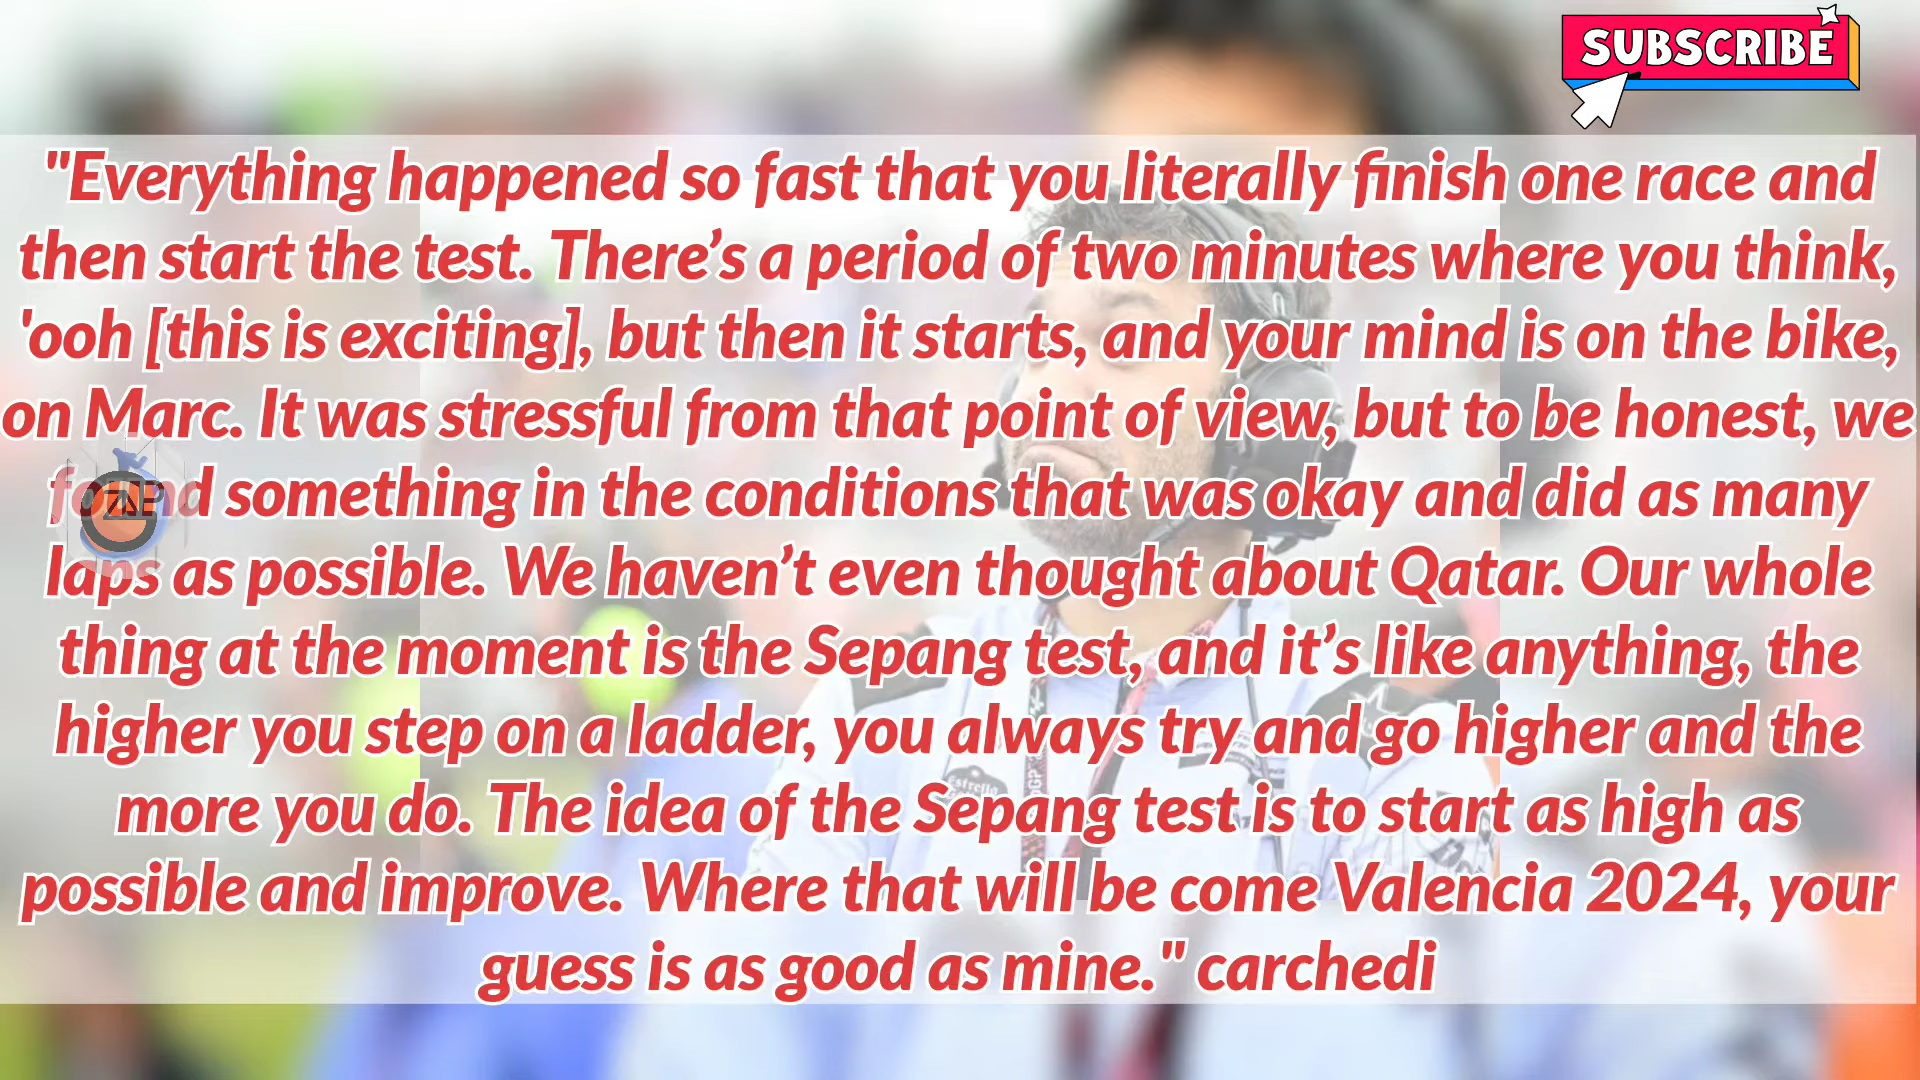 SUBSCRIBE
"Everything happened so fast that you literally finish one race and
then start the test. There’s a period of two minutes where you think,
'ooh [this is exciting], but then it starts, and your mind is on the bike,
on Marc. It was stressful from that point of view, but to be honest, we
found something in the conditions that was okay and did as many
laps as possible. We haven’t even thought about Qatar. Our whole
thing at the moment is the Sepang test, and it’s like anything, the
higher you step on a ladder, you always try and go higher and the
more you do. The idea of the Sepang test is to start as high as
possible and improve. Where that will be come Valencia 2024, your
guess is as good as mine." carchedi
Estrella